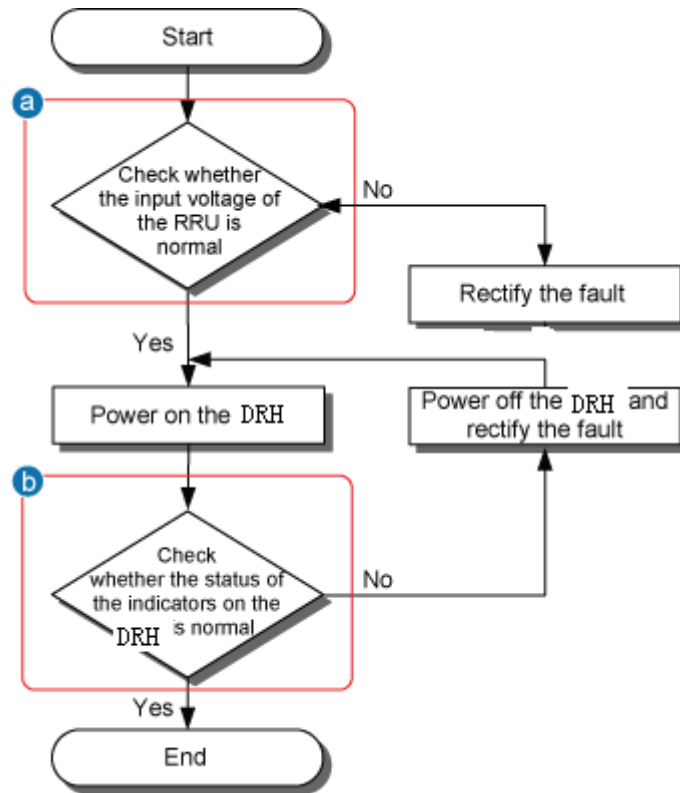 Start
a
Check whether
the input voltage of
the RRU is
normal
No
Rectify the fault
Yes
Power on the DRH
Power off the DRH and
rectify the fault
b
Check
whether the status of
the indicators on the
DRH is normal
No
Yes
End